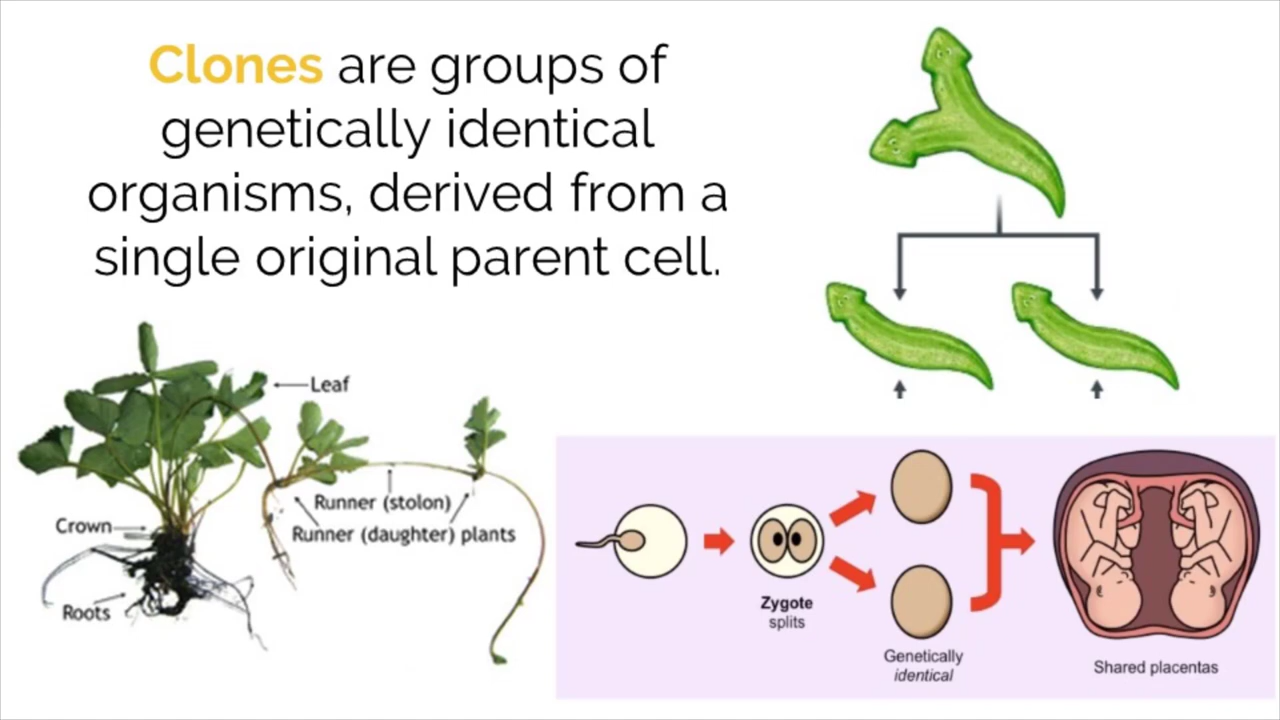 Clones are groups of
genetically identical
organisms, derived from a
single original parent cell.
Leaf
Runner (stolon)
Crown
Runner (daughter) plants
Roots
Zygote
splits
Genetically
identical
Shared placentas